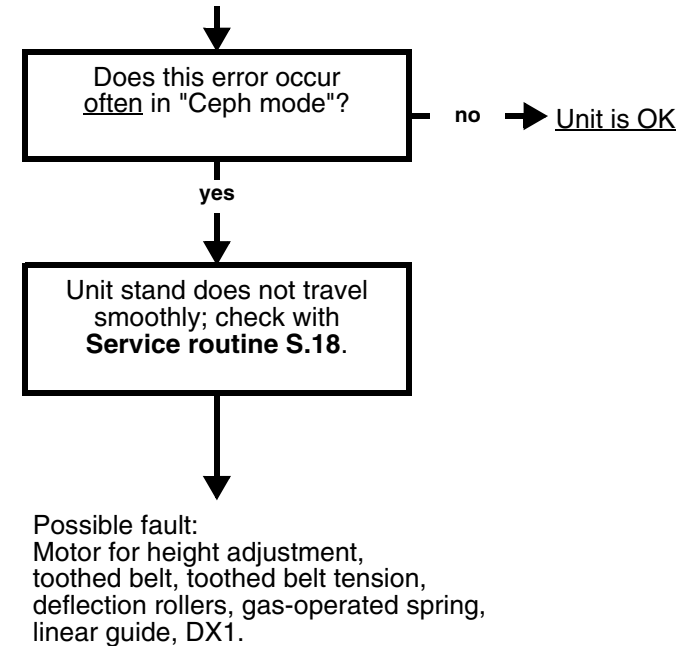 Does this error occur
often in "Ceph mode"?
no
Unit is OK
yes
Unit stand does not travel
smoothly; check with
Service routine S.18.
Possible fault:
Motor for height adjustment,
toothed belt, toothed belt tension,
deflection rollers, gas-operated spring,
linear guide, DX1.